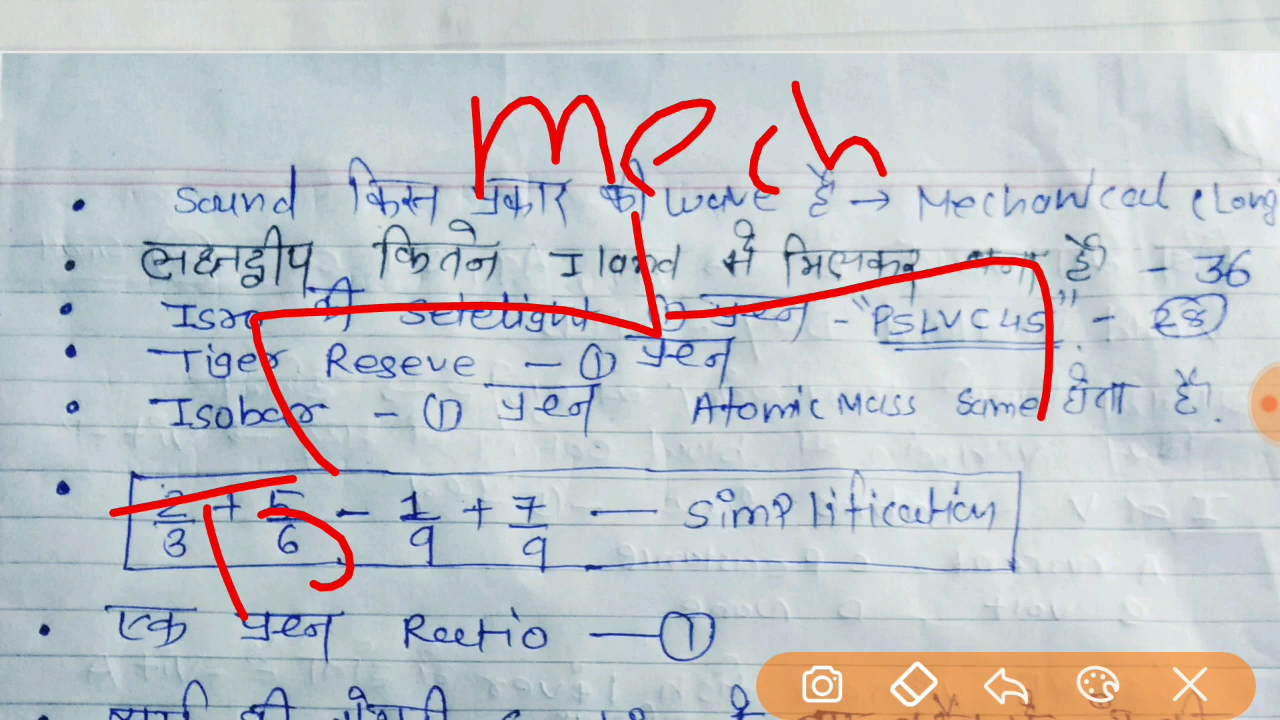 mech
• Sound किस प्रकार की wave है → Mechanical (Long
• लक्षद्वीप कितने Iland से मिलकर बना है - 36
• Isro की Setelight प्रश्न - "PSLVC45" - 28
• Tiger Reseve - ① प्रश्न
• Isobar - ① प्रश्न Atomic Mass Same होता है.
• 2/3 + 5/6 - 1/9 + 7/9 — Simplification
• एक प्रश्न Ratio — ①